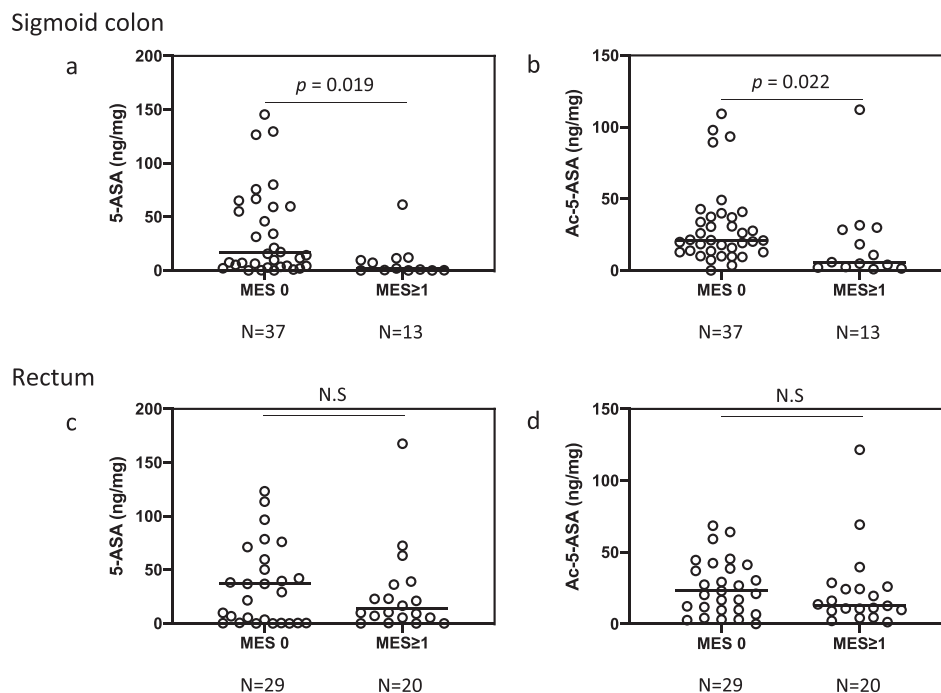 Sigmoid colon
a
5-ASA (ng/mg)
200
150
100
50
0
p = 0.019
MES 0
MES≥1
N=37
N=13
b
Ac-5-ASA (ng/mg)
150
100
50
0
p = 0.022
MES 0
MES≥1
N=37
N=13
Rectum
c
5-ASA (ng/mg)
200
150
100
50
0
N.S
MES 0
MES≥1
N=29
N=20
d
Ac-5-ASA (ng/mg)
150
100
50
0
N.S
MES 0
MES≥1
N=29
N=20